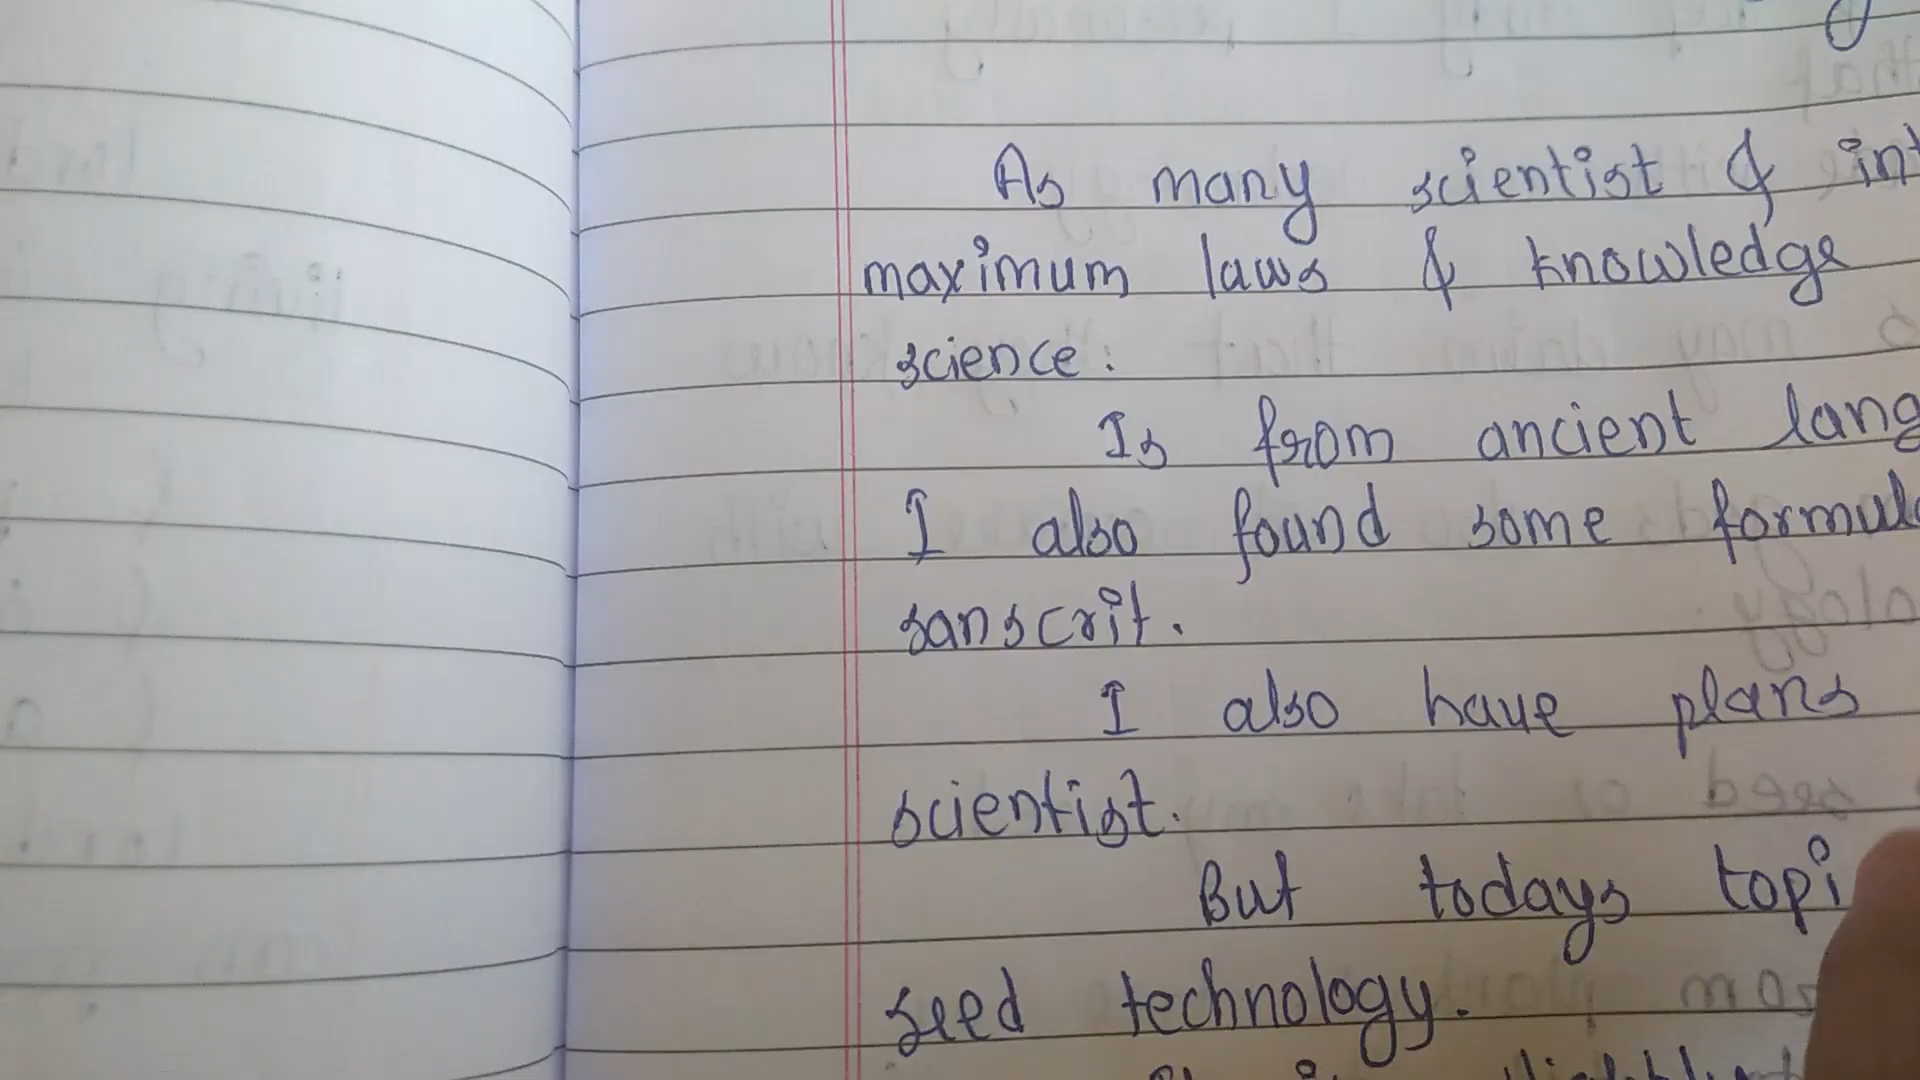 As many scientist & int
maximum laws & knowledge
science:
Is from ancient lang
I also found some formul
sanscrit.
I also have plans
scientist.
But todays topi
seed technology.